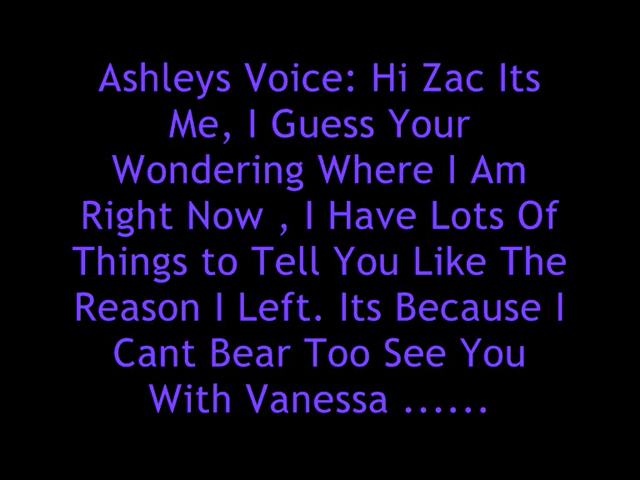 Ashleys Voice: Hi Zac Its
Me, I Guess Your
Wondering Where I Am
Right Now , I Have Lots Of
Things to Tell You Like The
Reason I Left. Its Because I
Cant Bear Too See You
With Vanessa ......